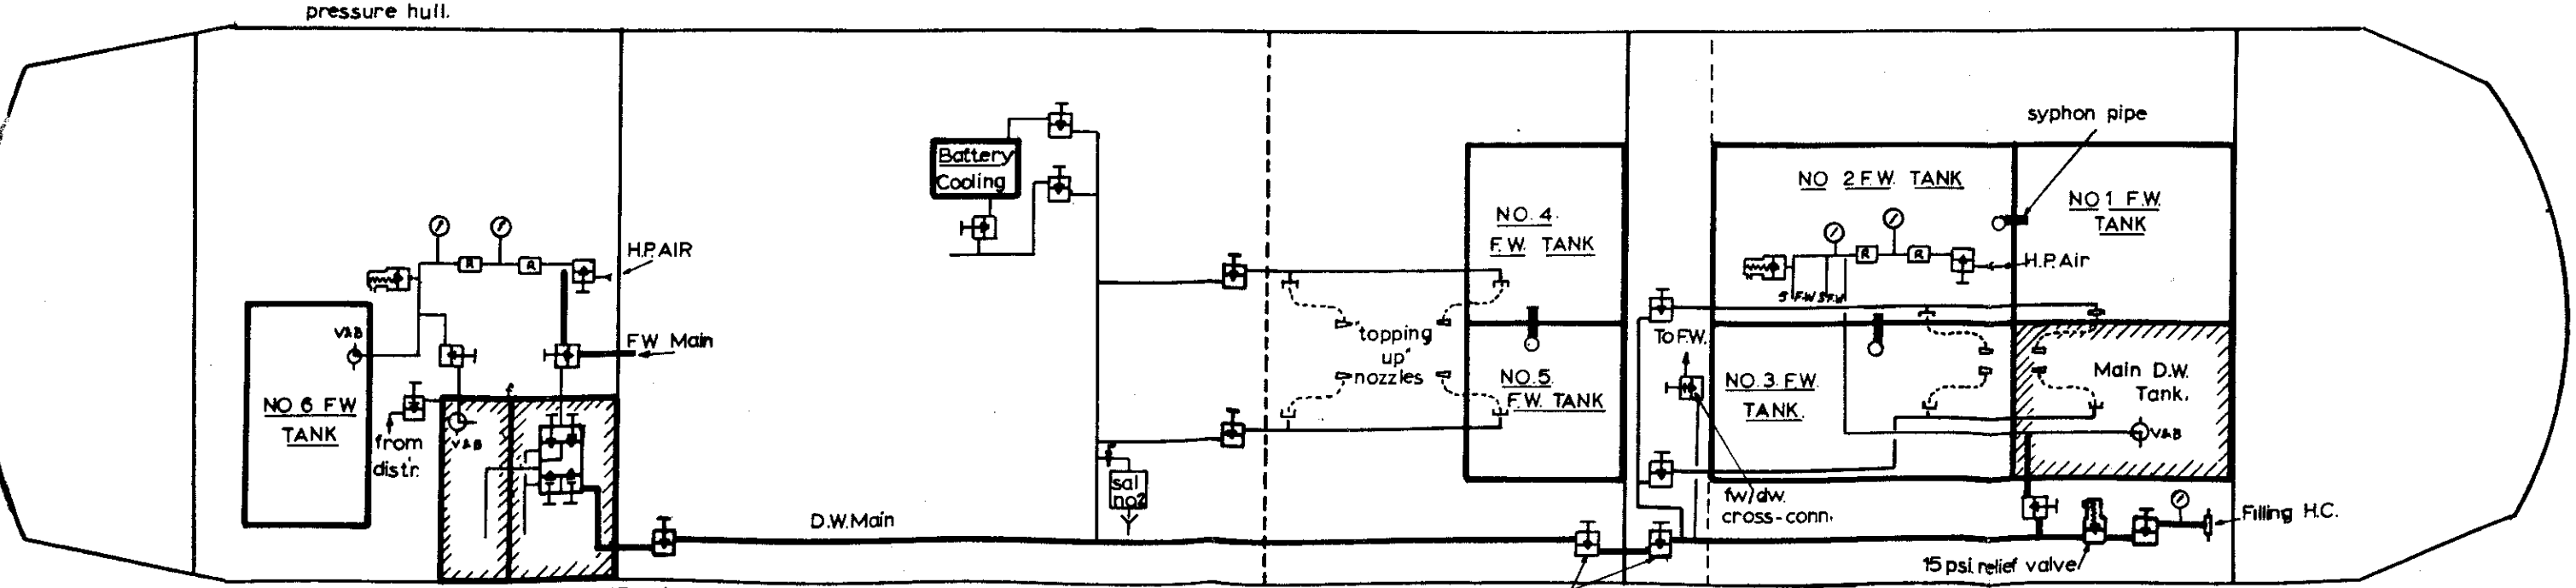 pressure hull.
syphon pipe
Battery
Cooling
NO 2 F.W. TANK
NO 1 F.W.
TANK
NO. 4.
F.W. TANK
H.P. AIR
H.P. Air
R
R
R
R
S F.W S F.W
V&B
F.W Main
topping
up
nozzles
To F.W.
Main D.W.
Tank.
NO. 5.
F.W. TANK
NO. 3 F.W.
TANK.
NO 6 F W
TANK
from
distr.
V & B
V&B
sal
no2
fw/dw.
cross-conn.
D.W. Main
Filling H.C.
15 psi. relief valve